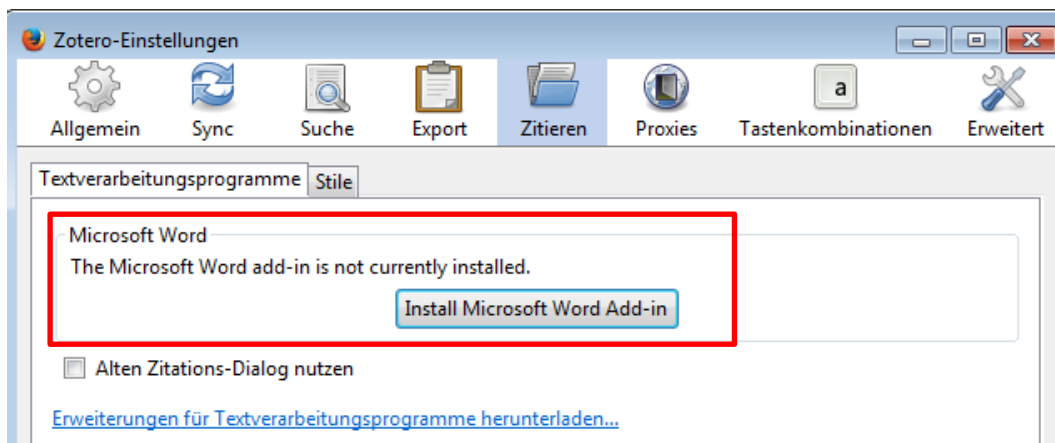 Zotero-Einstellungen
Allgemein Sync Suche Export Zitieren Proxies a Tastenkombinationen Erweitert
Textverarbeitungsprogramme Stile
Microsoft Word
The Microsoft Word add-in is not currently installed.
Install Microsoft Word Add-in
Alten Zitations-Dialog nutzen
Erweiterungen für Textverarbeitungsprogramme herunterladen...